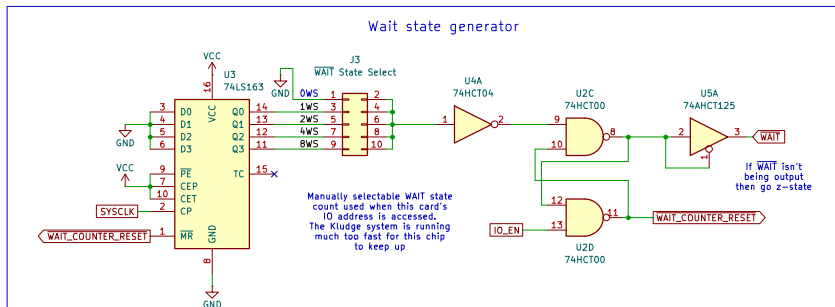 Wait state generator
VCC
U3
74LS163
16
VCC
3 D0 Q0 14
4 D1 Q1 13
5 D2 Q2 12
6 D3 Q3 11
9 PE TC 15
7 CEP
10 CET
2 CP
1 MR
GND
8
GND
GND
VCC
SYSCLK
WAIT_COUNTER_RESET
GND
J3
WAIT State Select
0WS 1 2
1WS 3 4
2WS 5 6
4WS 7 8
8WS 9 10
Manually selectable WAIT state
count used when this card's
IO address is accessed.
The Kludge system is running
much too fast for this chip
to keep up
U4A
74HCT04
1 2
U2C
74HCT00
9
10
8
U5A
74AHCT125
2 3
1
WAIT
If WAIT isn't
being output
then go z-state
12
13
11
IO_EN
WAIT_COUNTER_RESET
U2D
74HCT00